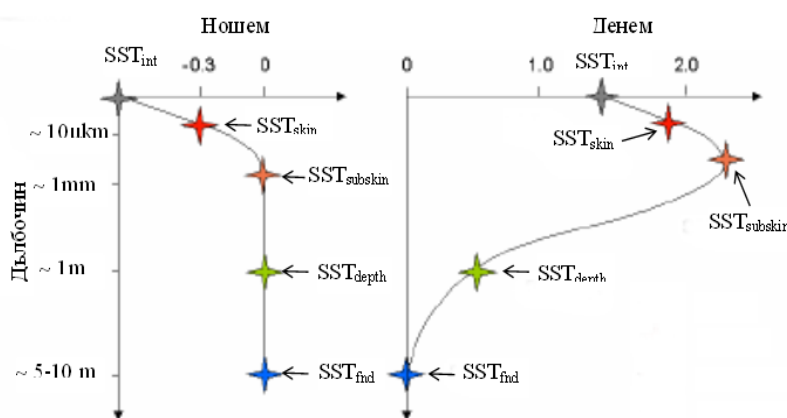 Нощем
Денем
SSTint
-0.3
0
0
1.0
SSTint
2.0
SSTskin
SSTskin
SSTsubskin
SSTsubskin
SSTdepth
SSTdepth
SSTfnd
SSTfnd
Дълбочин
~ 10μkm
~ 1mm
~ 1m
~ 5-10 m